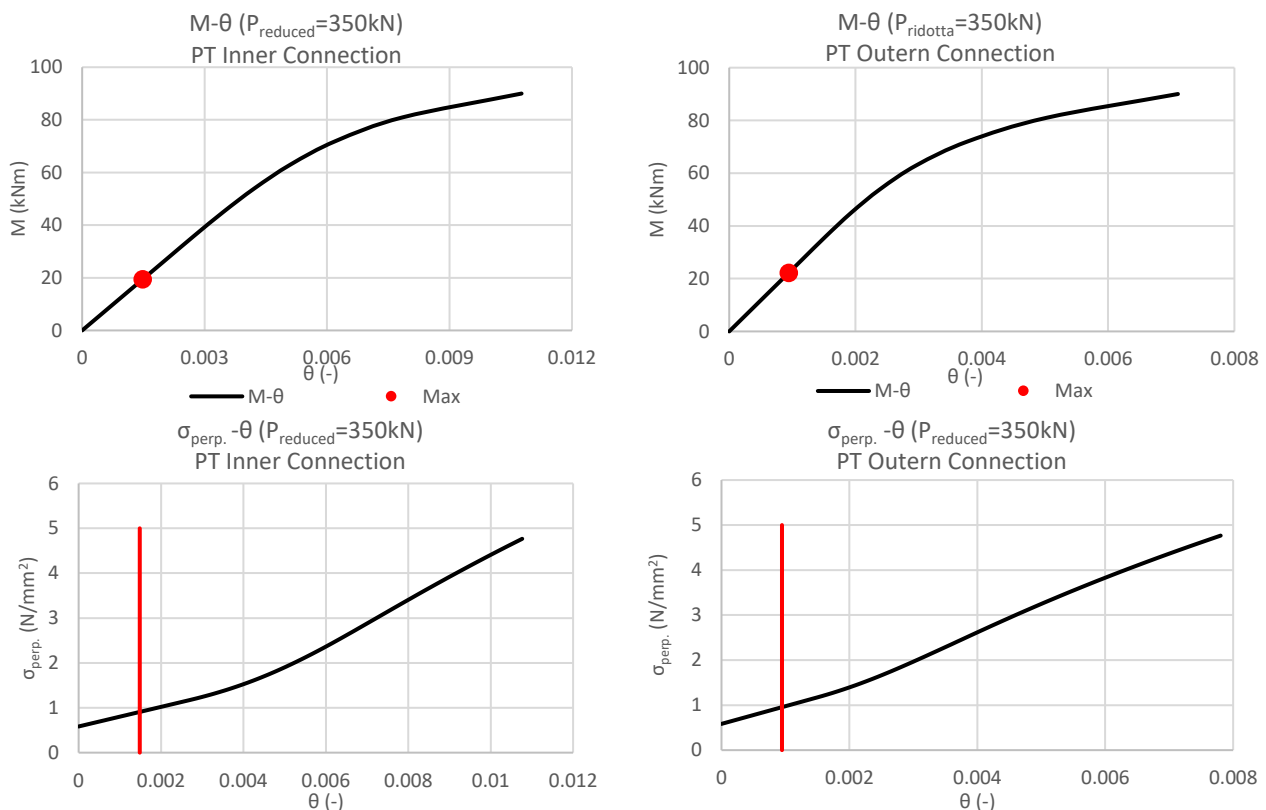 M-θ (Preduced=350kN)
PT Inner Connection
100
80
60
40
20
0
M (kNm)
0 0.003 0.006 0.009 0.012
θ (-)
M-θ Max
M-θ (Pridotta=350kN)
PT Outern Connection
100
80
60
40
20
0
M (kNm)
0 0.002 0.004 0.006 0.008
θ (-)
M-θ Max
σperp. -θ (Preduced=350kN)
PT Inner Connection
6
5
4
3
2
1
0
σperp. (N/mm²)
0 0.002 0.004 0.006 0.008 0.01 0.012
θ (-)
σperp. -θ (Preduced=350kN)
PT Outern Connection
6
5
4
3
2
1
0
σperp. (N/mm²)
0 0.002 0.004 0.006 0.008
θ (-)